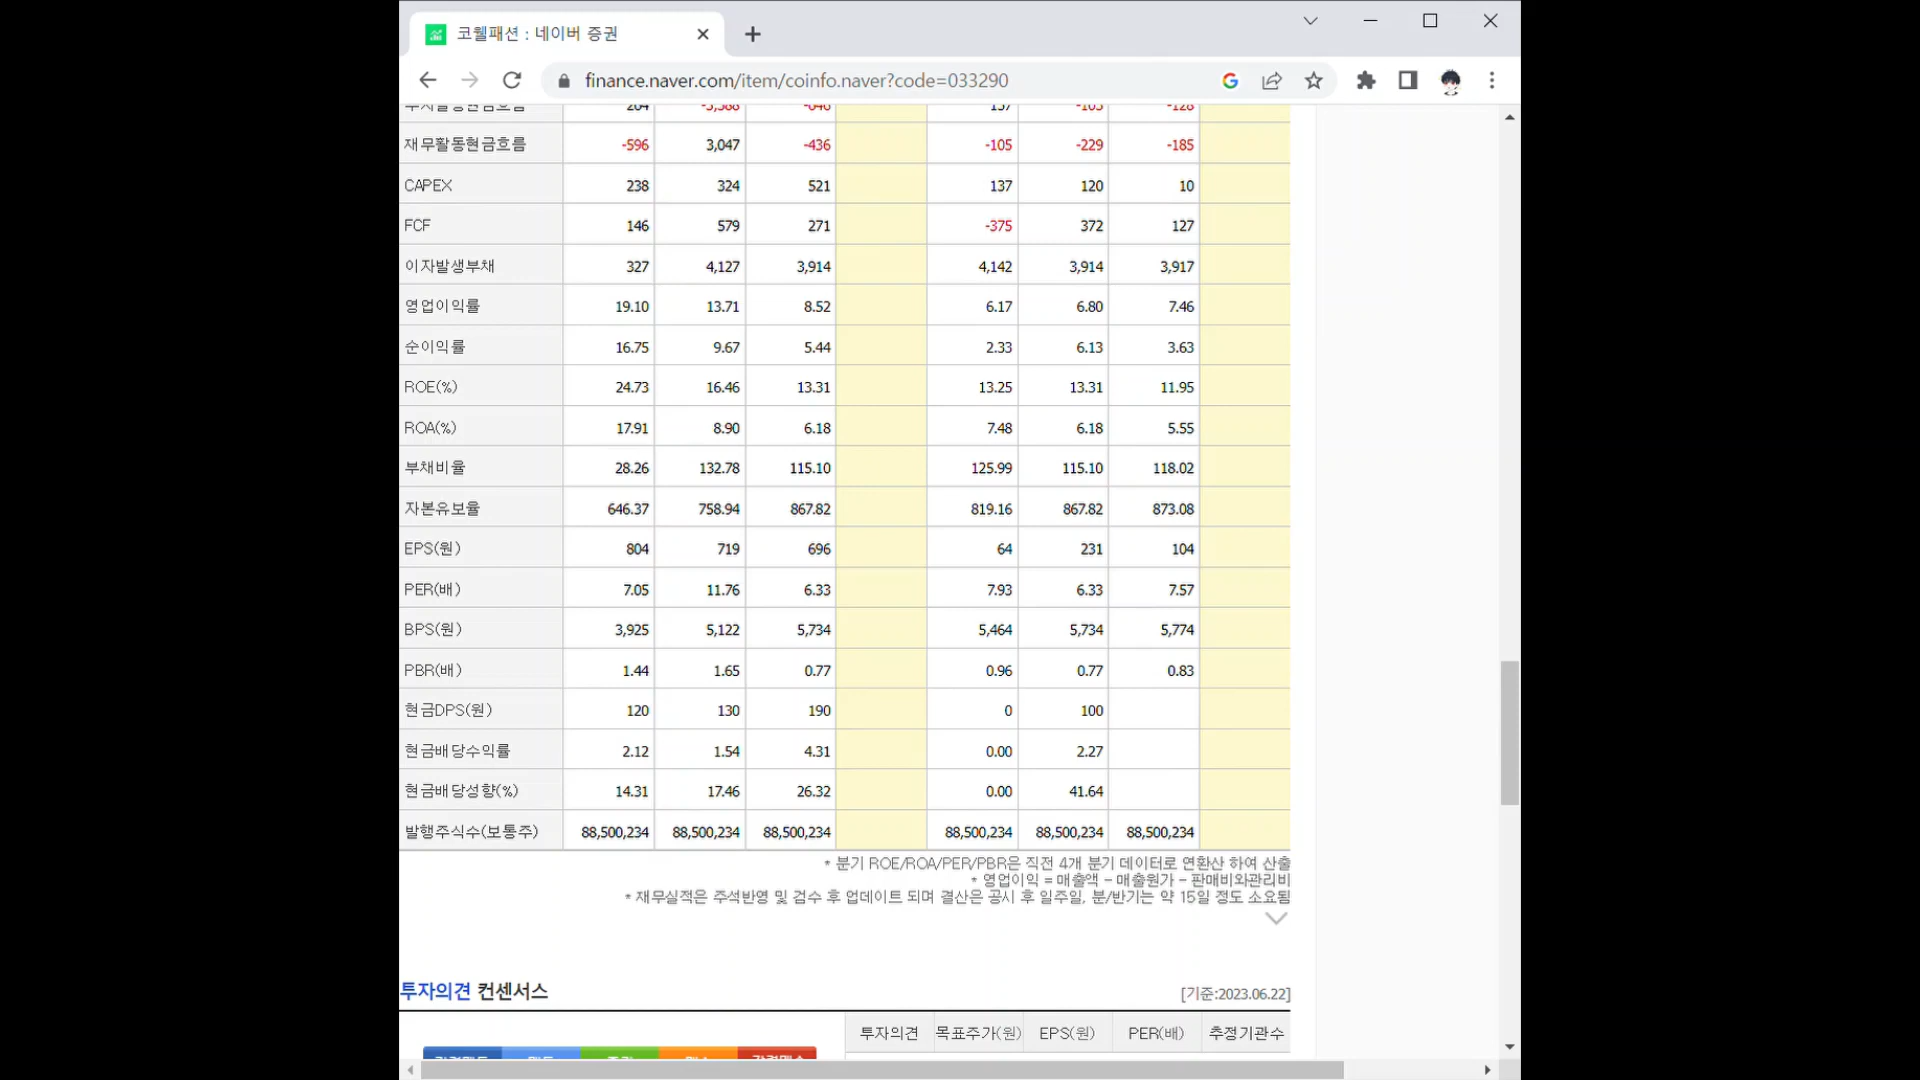 코웰패션 : 네이버 증권
finance.naver.com/item/coinfo.naver?code=033290
재무활동현금흐름 -596 3,047 -436 -105 -229 -185
CAPEX 238 324 521 137 120 10
FCF 146 579 271 -375 372 127
이자발생부채 327 4,127 3,914 4,142 3,914 3,917
영업이익률 19.10 13.71 8.52 6.17 6.80 7.46
순이익률 16.75 9.67 5.44 2.33 6.13 3.63
ROE(%) 24.73 16.46 13.31 13.25 13.31 11.95
ROA(%) 17.91 8.90 6.18 7.48 6.18 5.55
부채비율 28.26 132.78 115.10 125.99 115.10 118.02
자본유보율 646.37 758.94 867.82 819.16 867.82 873.08
EPS(원) 804 719 696 64 231 104
PER(배) 7.05 11.76 6.33 7.93 6.33 7.57
BPS(원) 3,925 5,122 5,734 5,464 5,734 5,774
PBR(배) 1.44 1.65 0.77 0.96 0.77 0.83
현금DPS(원) 120 130 190 0 100
현금배당수익률 2.12 1.54 4.31 0.00 2.27
현금배당성향(%) 14.31 17.46 26.32 0.00 41.64
발행주식수(보통주) 88,500,234 88,500,234 88,500,234 88,500,234 88,500,234 88,500,234
* 분기 ROE/ROA/PER/PBR은 직전 4개 분기 데이터로 연환산 하여 산출
* 영업이익 = 매출액 - 매출원가 - 판매비와관리비
* 재무실적은 주석반영 및 검수 후 업데이트 되며 결산은 공시 후 일주일, 분/반기는 약 15일 정도 소요됨
투자의견 컨센서스 [기준:2023.06.22]
투자의견 목표주가(원) EPS(원) PER(배) 추정기관수